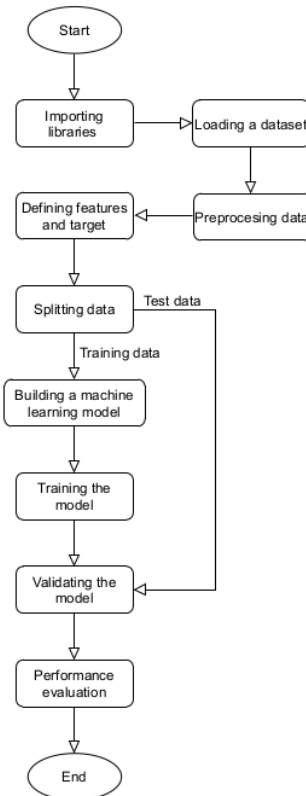 Start
Importing
libraries
Loading a dataset
Preprocesing data
Defining features
and target
Splitting data
Test data
Training data
Building a machine
learning model
Training the
model
Validating the
model
Performance
evaluation
End